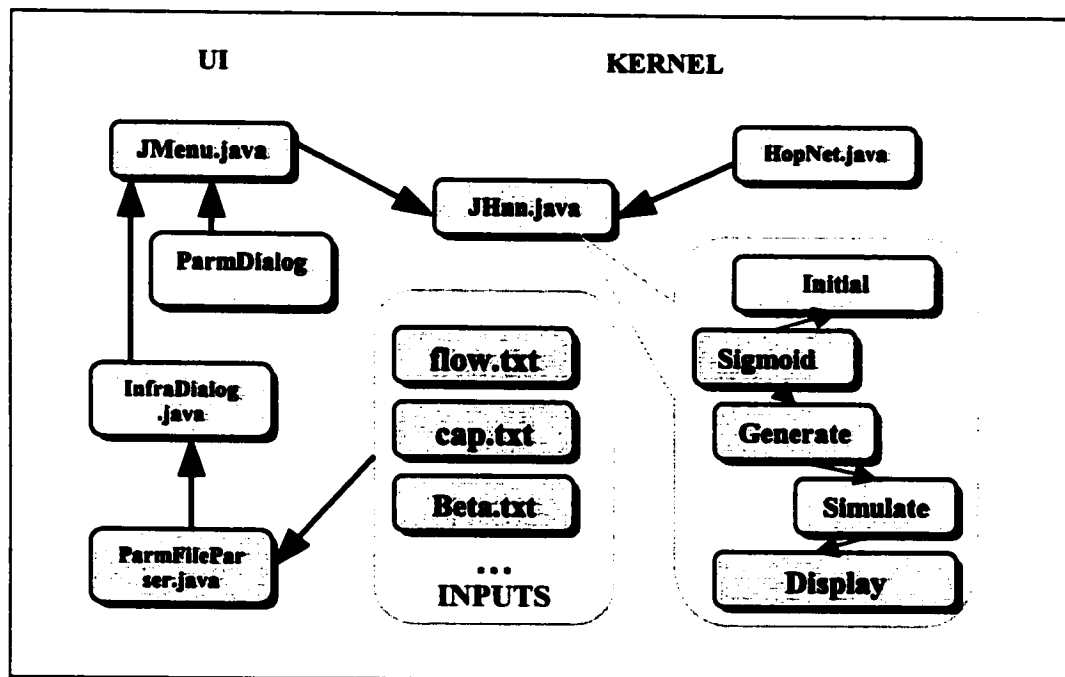 UI
KERNEL
JMenu.java
HopNet.java
JHnn.java
ParmDialog
Initial
flow.txt
Sigmoid
InfraDialog
.java
cap.txt
Generate
Beta.txt
Simulate
ParmFilePar
ser.java
...
INPUTS
Display